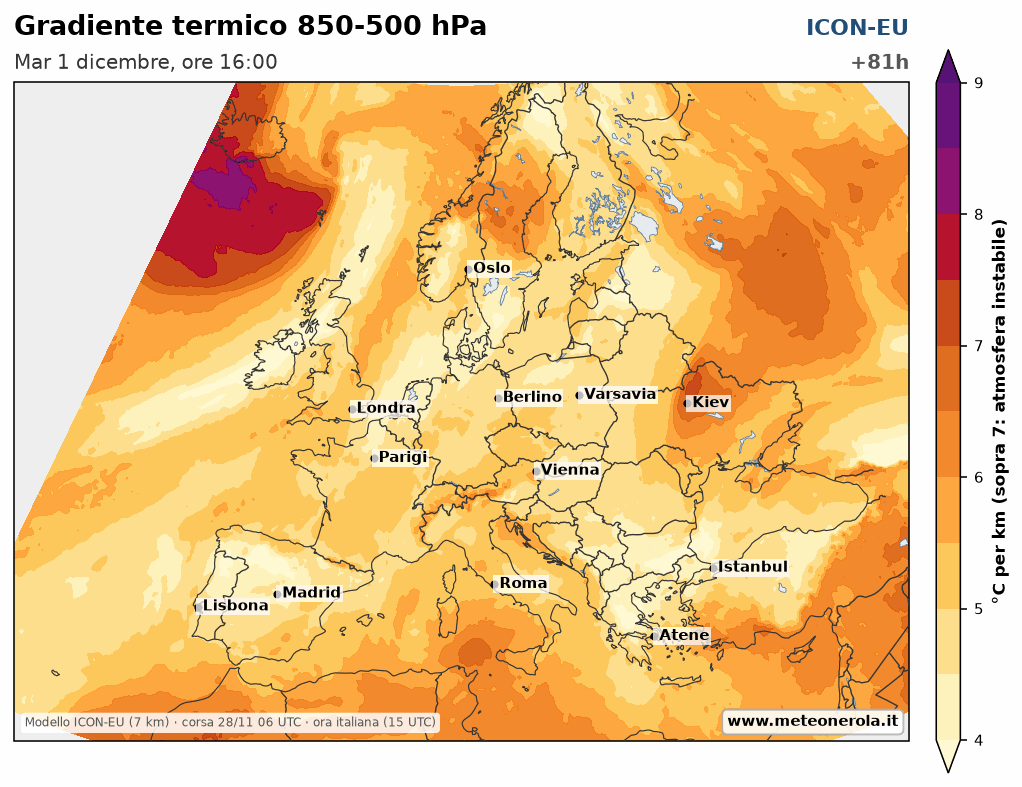 Gradiente termico 850-500 hPa
ICON-EU
Mar 1 dicembre, ore 16:00
+81h
9
8
7
6
5
4
°C per km (sopra 7: atmosfera instabile)
Oslo
Berlino
Varsavia
Kiev
Londra
Parigi
Vienna
Istanbul
Roma
Madrid
Lisbona
Atene
Modello ICON-EU (7 km) · corsa 28/11 06 UTC · ora italiana (15 UTC)
www.meteonerola.it